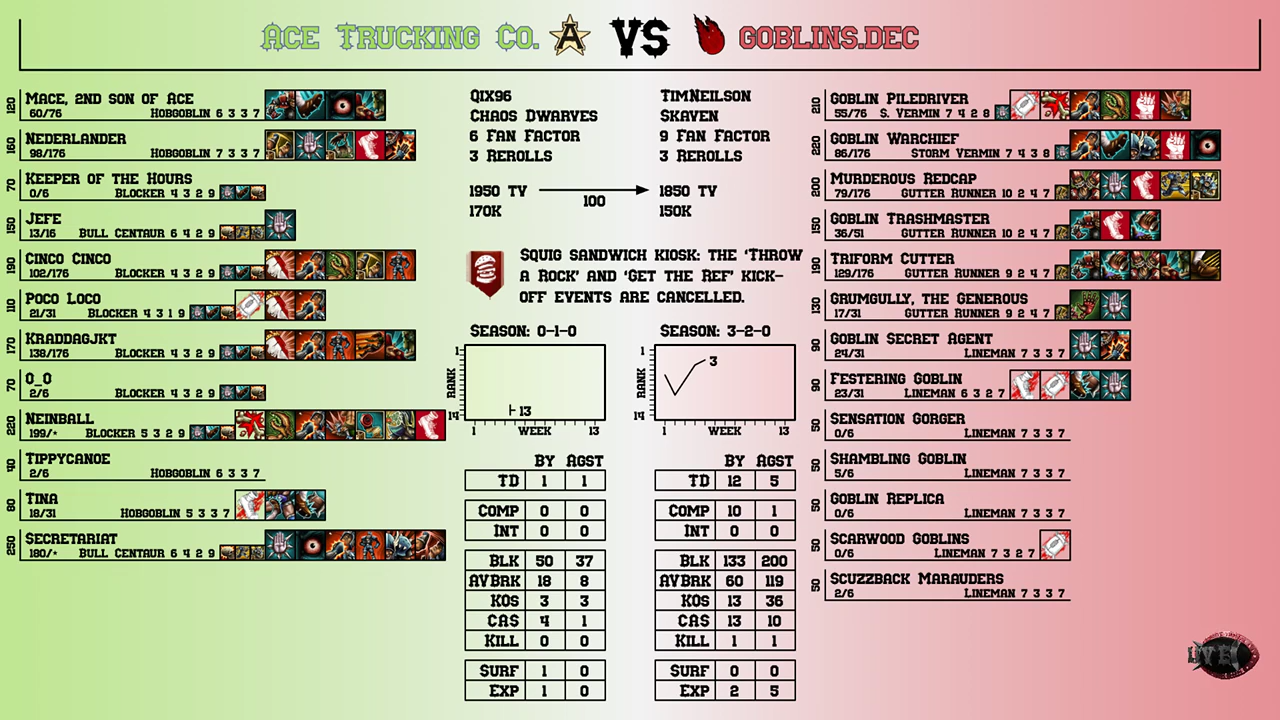 Ace Trucking Co. A VS GOBLINS.DEC
120 Mace, 2nd son of Ace
60/76 Hobgoblin 6 3 3 7
160 Nederlander
98/176 Hobgoblin 7 3 3 7
70 Keeper of the Hours
0/6 Blocker 4 3 2 9
150 Jefe
13/16 Bull Centaur 6 4 2 9
190 Cinco Cinco
102/176 Blocker 4 3 2 9
110 Poco Loco
21/31 Blocker 4 3 1 9
170 Kraddagjkt
138/176 Blocker 4 3 2 9
70 O_O
2/6 Blocker 4 3 2 9
220 Neinball
199/* Blocker 5 3 2 9
40 Tippycanoe
2/6 Hobgoblin 6 3 3 7
80 Tina
18/31 Hobgoblin 5 3 3 7
250 Secretariat
180/* Bull Centaur 6 4 2 9
Qix96
Chaos Dwarves
6 Fan Factor
3 Rerolls
1950 TV
170K
100
TimNeilson
Skaven
9 Fan Factor
3 Rerolls
1850 TV
150K
Squig Sandwich Kiosk: The 'Throw
a Rock' and 'Get the Ref' kick-
off events are cancelled.
Season: 0-1-0
1
Rank
14
13
1 Week 13
Season: 3-2-0
1
Rank
14
3
1 Week 13
By Agst
TD 1 1
Comp 0 0
Int 0 0
Blk 50 37
AVBrk 18 8
KOs 3 3
Cas 4 1
Kill 0 0
Surf 1 0
Exp 1 0
By Agst
TD 12 5
Comp 10 1
Int 0 0
Blk 133 200
AVBrk 60 119
KOs 13 36
Cas 13 10
Kill 1 1
Surf 0 0
Exp 2 5
210 Goblin Piledriver
55/76 S. Vermin 7 4 2 8
220 Goblin Warchief
86/176 Storm Vermin 7 4 3 8
200 Murderous Redcap
79/176 Gutter Runner 10 2 4 7
150 Goblin Trashmaster
36/51 Gutter Runner 10 2 4 7
190 Triform Cutter
129/176 Gutter Runner 9 2 4 7
130 Grumgully, the Generous
17/31 Gutter Runner 9 2 4 7
90 Goblin Secret Agent
24/31 Lineman 7 3 3 7
90 Festering Goblin
23/31 Lineman 6 3 2 7
50 Sensation Gorger
0/6 Lineman 7 3 3 7
50 Shambling Goblin
5/6 Lineman 7 3 3 7
50 Goblin Replica
0/6 Lineman 7 3 3 7
50 Scarwood Goblins
0/6 Lineman 7 3 2 7
50 Scuzzback Marauders
2/6 Lineman 7 3 3 7